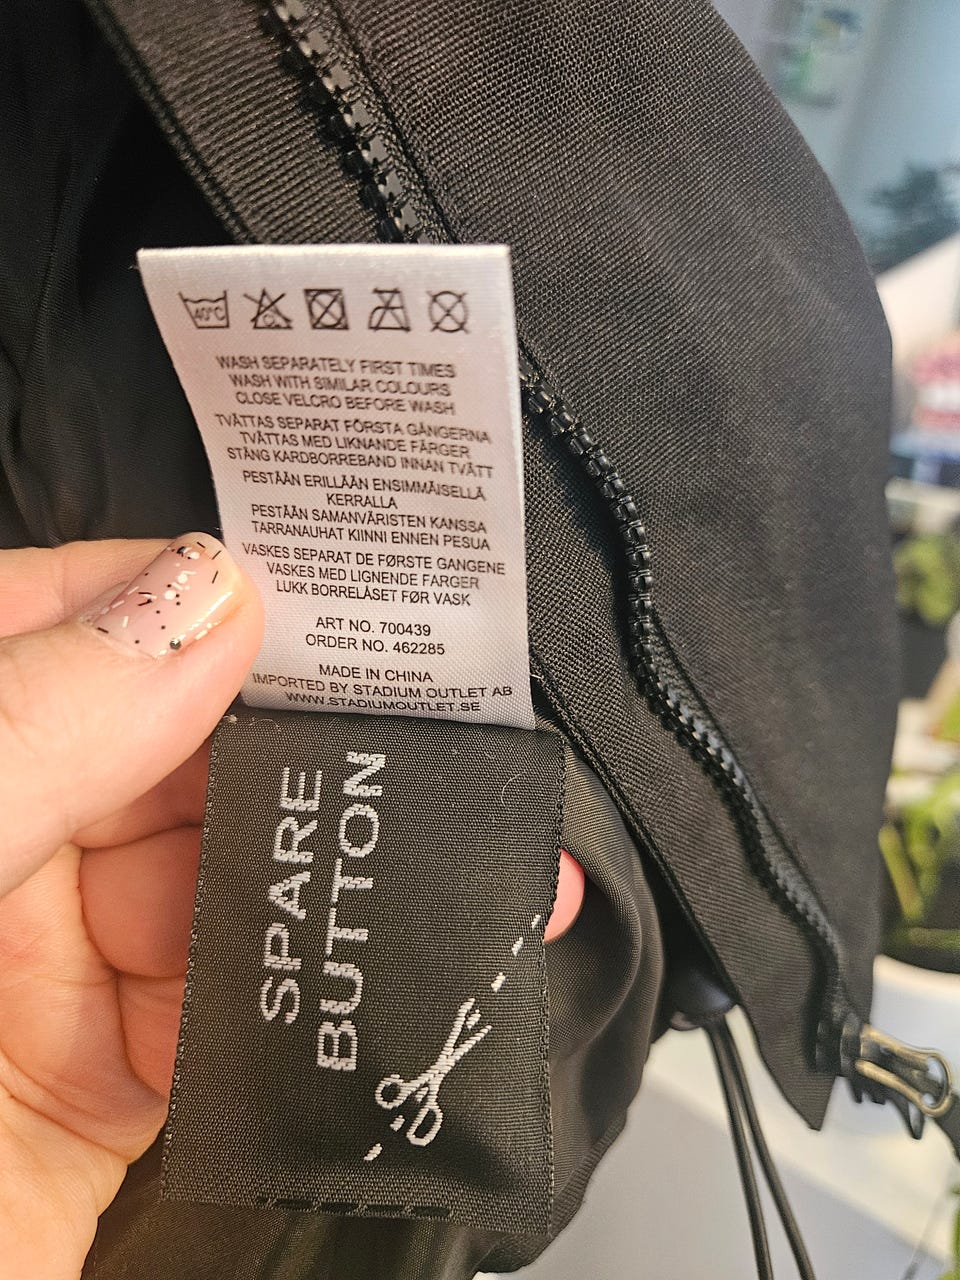 40°C
CL
WASH SEPARATELY FIRST TIMES
WASH WITH SIMILAR COLOURS
CLOSE VELCRO BEFORE WASH
TVÄTTAS SEPARAT FÖRSTA GÅNGERNA
TVÄTTAS MED LIKNANDE FÄRGER
STÄNG KARDBORREBAND INNAN TVÄTT
PESTÄÄN ERILLÄÄN ENSIMMÄISELLÄ
KERRALLA
PESTÄÄN SAMANVÄRISTEN KANSSA
TARRANAUHAT KIINNI ENNEN PESUA
VASKES SEPARAT DE FØRSTE GANGENE
VASKES MED LIGNENDE FARGER
LUKK BORRELÅSET FØR VASK
ART NO. 700439
ORDER NO. 462285
MADE IN CHINA
IMPORTED BY STADIUM OUTLET AB
WWW.STADIUMOUTLET.SE
SPARE
BUTTON